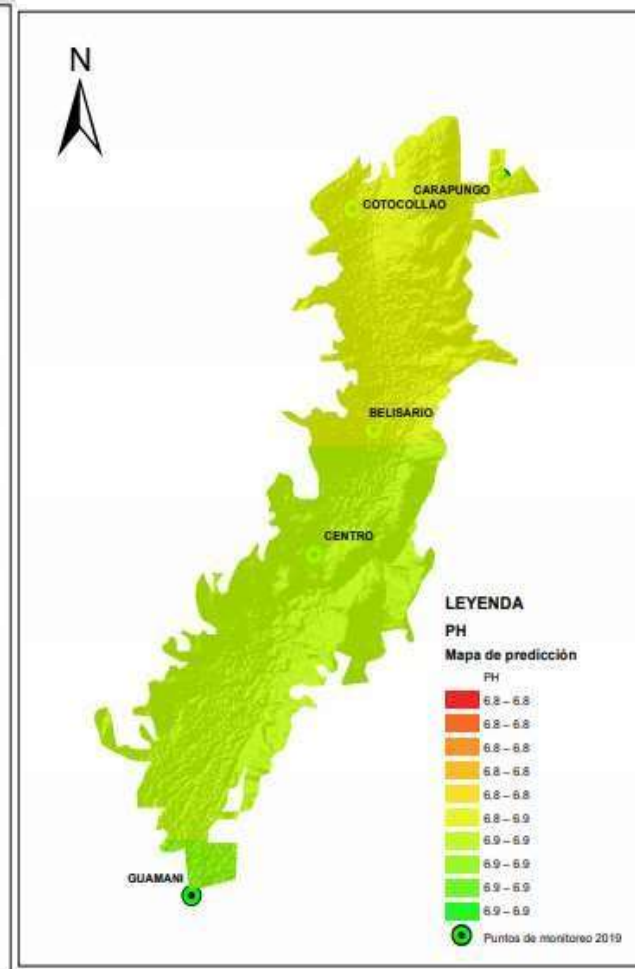 N
CARAPUNGO
COTOCOLLAO
BELISARIO
CENTRO
GUAMANI
LEYENDA
PH
Mapa de predicción
PH
6.8 – 6.8
6.8 – 6.8
6.8 – 6.8
6.8 – 6.8
6.8 – 6.8
6.8 – 6.9
6.9 – 6.9
6.9 – 6.9
6.9 – 6.9
6.9 – 6.9
Puntos de monitoreo 2019